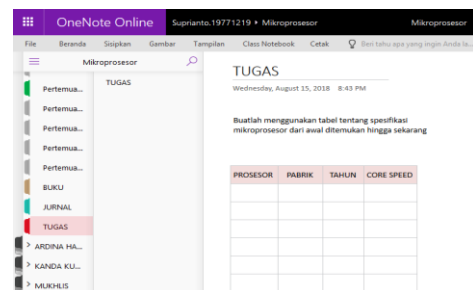 OneNote Online Suprianto.19771219 ▸ Mikroprosesor Mikroprosesor
File Beranda Sisipkan Gambar Tampilan Class Notebook Cetak Beri tahu apa yang ingin Anda la...
Mikroprosesor
Pertemua...
Pertemua...
Pertemua...
Pertemua...
Pertemua...
BUKU
JURNAL
TUGAS
> ARDINA HA...
> KANDA KU...
> MUKHLIS
TUGAS
TUGAS
Wednesday, August 15, 2018 8:43 PM
Buatlah menggunakan tabel tentang spesifikasi
mikroprosesor dari awal ditemukan hingga sekarang
PROSESOR PABRIK TAHUN CORE SPEED